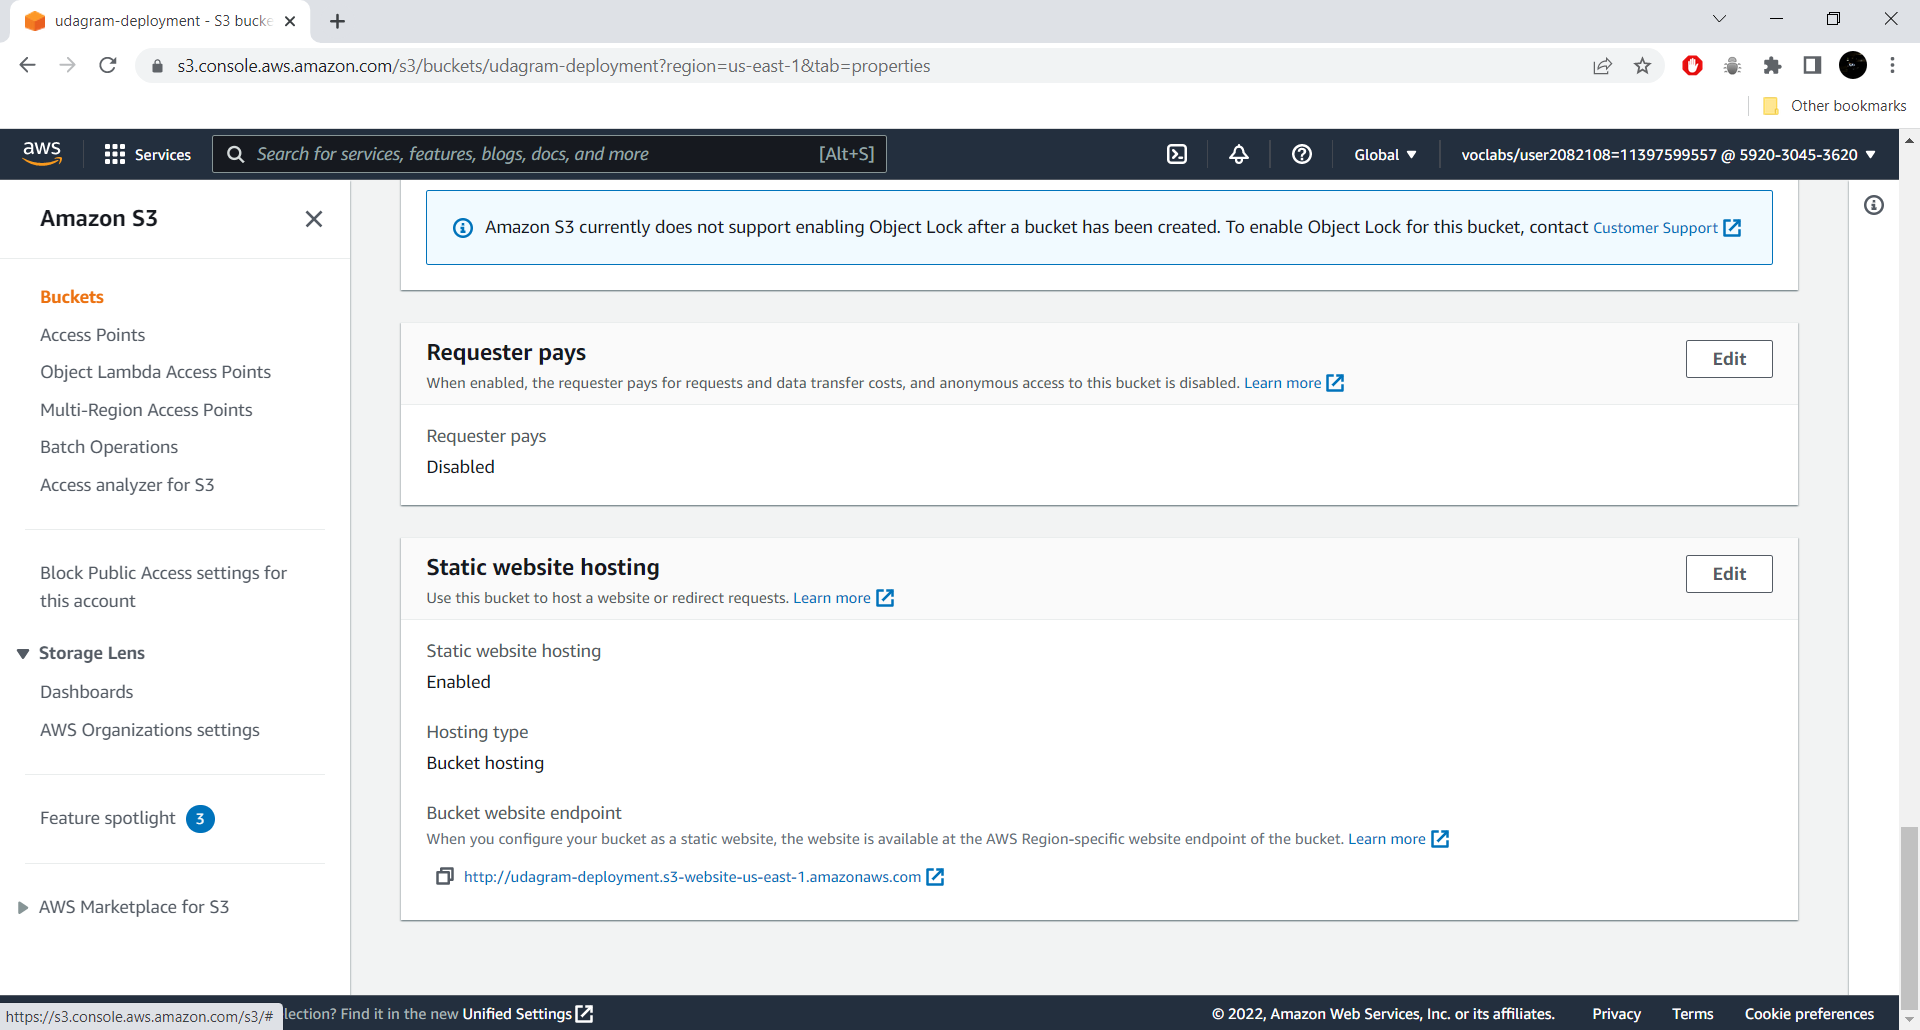 udagram-deployment - S3 bucke
s3.console.aws.amazon.com/s3/buckets/udagram-deployment?region=us-east-1&tab=properties
Other bookmarks
aws
Services
Search for services, features, blogs, docs, and more
[Alt+S]
Global
voclabs/user2082108=11397599557 @ 5920-3045-3620
Amazon S3
Buckets
Access Points
Object Lambda Access Points
Multi-Region Access Points
Batch Operations
Access analyzer for S3
Block Public Access settings for
this account
Storage Lens
Dashboards
AWS Organizations settings
Feature spotlight 3
AWS Marketplace for S3
Amazon S3 currently does not support enabling Object Lock after a bucket has been created. To enable Object Lock for this bucket, contact Customer Support
Requester pays
Edit
When enabled, the requester pays for requests and data transfer costs, and anonymous access to this bucket is disabled. Learn more
Requester pays
Disabled
Static website hosting
Edit
Use this bucket to host a website or redirect requests. Learn more
Static website hosting
Enabled
Hosting type
Bucket hosting
Bucket website endpoint
When you configure your bucket as a static website, the website is available at the AWS Region-specific website endpoint of the bucket. Learn more
http://udagram-deployment.s3-website-us-east-1.amazonaws.com
https://s3.console.aws.amazon.com/s3/#
lection? Find it in the new Unified Settings
© 2022, Amazon Web Services, Inc. or its affiliates.
Privacy
Terms
Cookie preferences